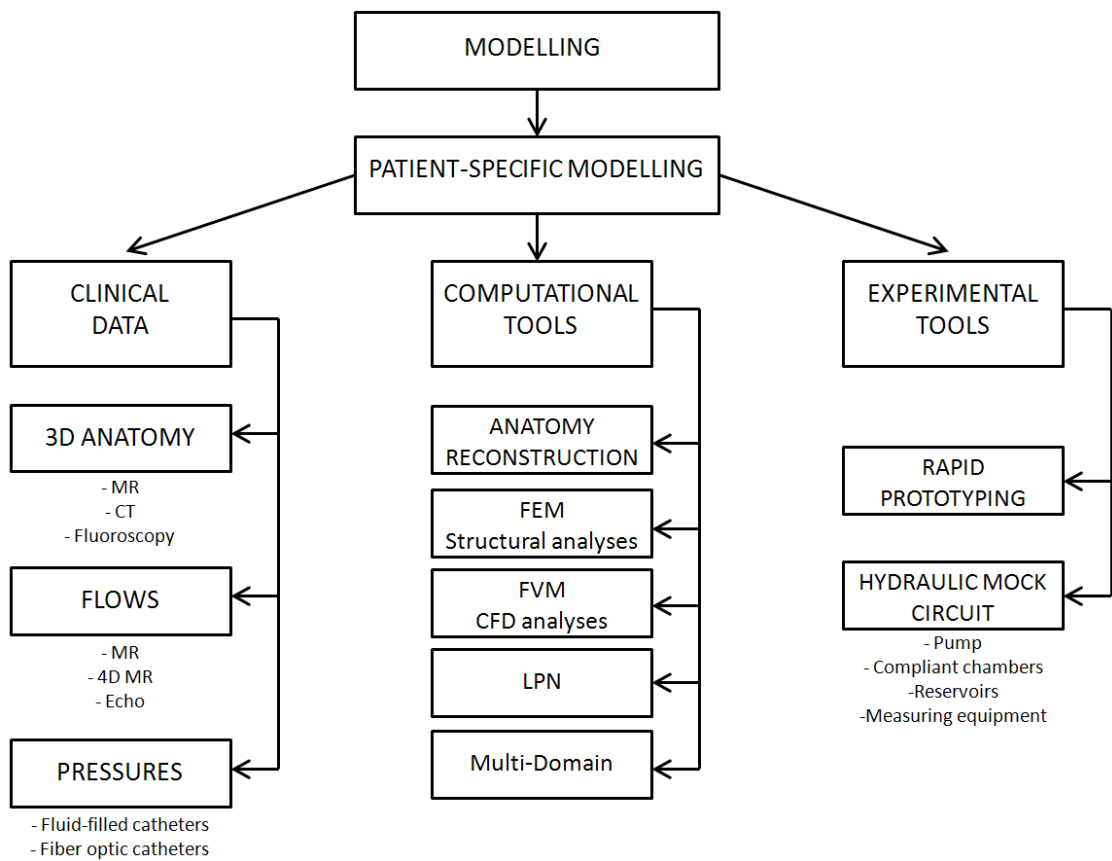 MODELLING
PATIENT-SPECIFIC MODELLING
CLINICAL
DATA
3D ANATOMY
- MR
- CT
- Fluoroscopy
FLOWS
- MR
- 4D MR
- Echo
PRESSURES
- Fluid-filled catheters
- Fiber optic catheters
COMPUTATIONAL
TOOLS
ANATOMY
RECONSTRUCTION
FEM
Structural analyses
FVM
CFD analyses
LPN
Multi-Domain
EXPERIMENTAL
TOOLS
RAPID
PROTOTYPING
HYDRAULIC MOCK
CIRCUIT
- Pump
- Compliant chambers
-Reservoirs
-Measuring equipment